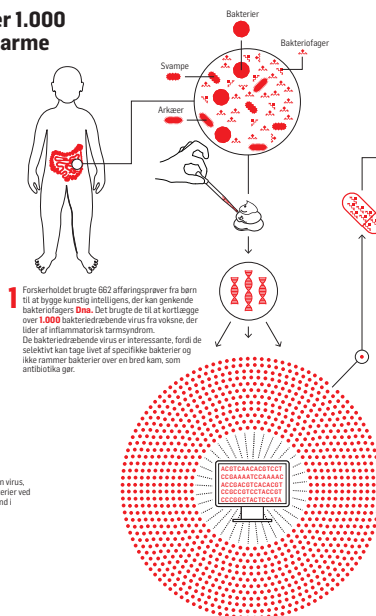 er 1.000
arme
Bakterier
Bakteriofager
Svampe
Arkæer
1
Forskerholdet brugte 662 afføringsprøver fra børn
til at bygge kunstig intelligens, der kan genkende
bakteriofagers Dna. Det brugte de til at kortlægge
over 1.000 bakteriedræbende virus fra voksne, der
lider af inflammatorisk tarmsyndrom.
De bakteriedræbende virus er interessante, fordi de
selektivt kan tage livet af specifikke bakterier og
ikke rammer bakterier over en bred kam, som
antibiotika gør.
n virus,
erier ved
nd i
ACGTCAACACGTCCT
CCGAAAATCCAAAAC
ACCGACGTCACACGT
CCGCCGTCCTACCGT
CCCCGGCTACTCCATA